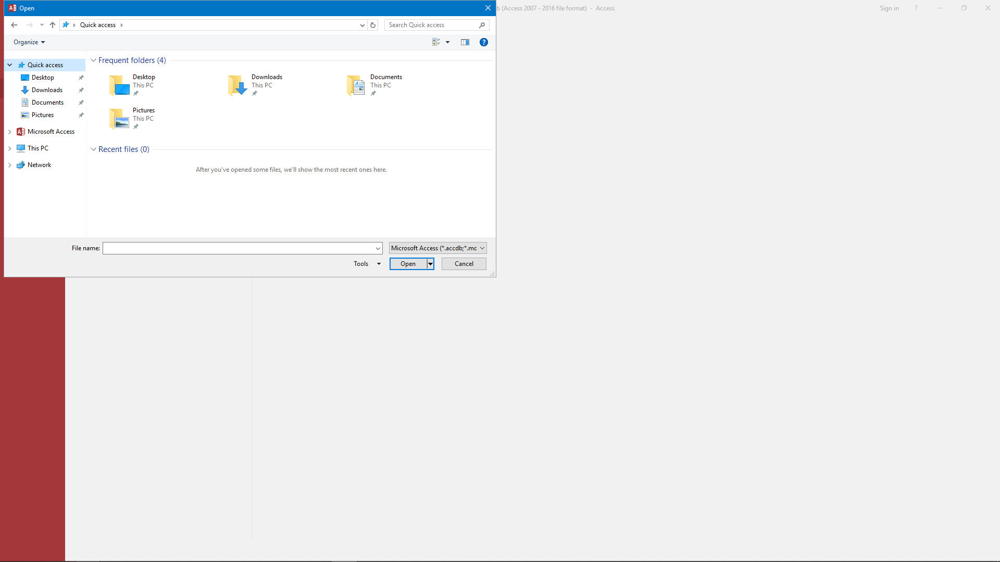 Open
b (Access 2007 - 2016 file format) - Access
Sign in
?
Quick access
Search Quick access
Organize
?
Quick access
Desktop
Downloads
Documents
Pictures
Microsoft Access
This PC
Network
Frequent folders (4)
Desktop
This PC
Downloads
This PC
Documents
This PC
Pictures
This PC
Recent files (0)
After you've opened some files, we'll show the most recent ones here.
File name:
Microsoft Access (*.accdb;*.mc
Tools
Open
Cancel